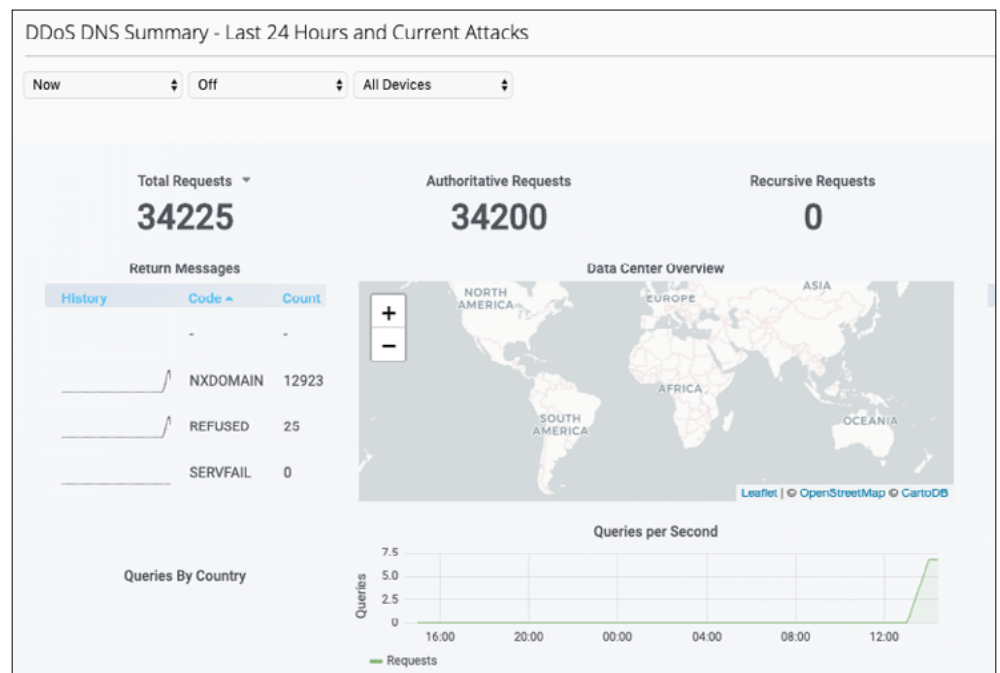 DDoS DNS Summary - Last 24 Hours and Current Attacks
Now Off All Devices
Total Requests Authoritative Requests Recursive Requests
34225 34200 0
Return Messages
History Code Count
- -
NXDOMAIN 12923
REFUSED 25
SERVFAIL 0
Data Center Overview
+
−
NORTH AMERICA
EUROPE
ASIA
AFRICA
SOUTH AMERICA
OCEANIA
Leaflet | © OpenStreetMap © CartoDB
Queries By Country
Queries per Second
Queries
7.5
5.0
2.5
0
16:00 20:00 00:00 04:00 08:00 12:00
Requests